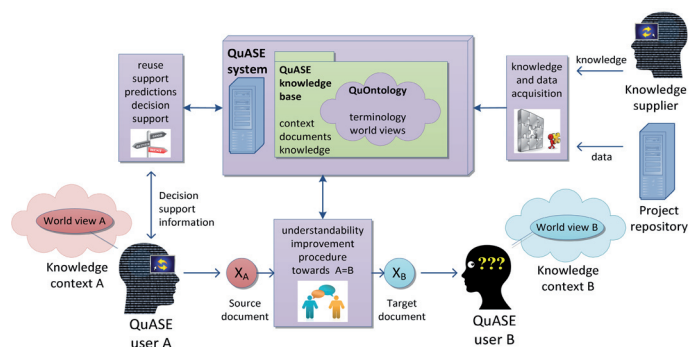 reuse
support
predictions
decision
support
QuASE
system
QuASE
knowledge
base
context
documents
knowledge
QuOntology
terminology
world views
knowledge
and data
acquisition
knowledge
data
Knowledge
supplier
Project
repository
Decision
support
information
World view A
Knowledge
context A
QuASE
user A
XA
Source
document
understandability
improvement
procedure
towards A=B
XB
Target
document
???
QuASE
user B
World view B
Knowledge
context B